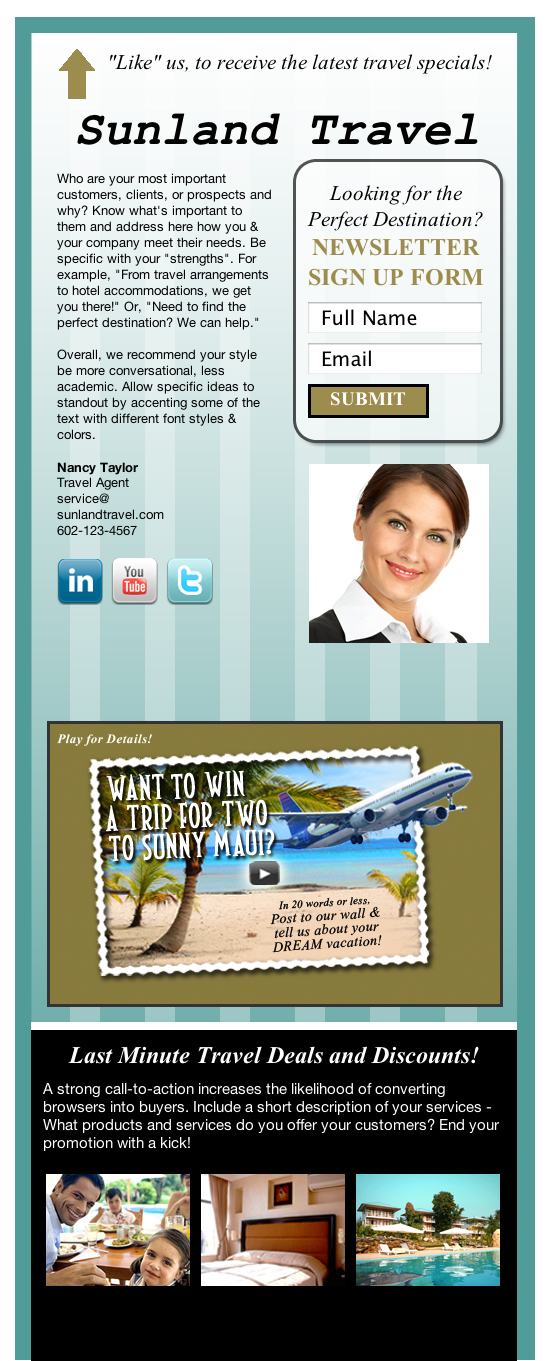 "Like" us, to receive the latest travel specials!
Sunland Travel
Who are your most important
customers, clients, or prospects and
why? Know what's important to
them and address here how you &
your company meet their needs. Be
specific with your "strengths". For
example, "From travel arrangements
to hotel accommodations, we get
you there!" Or, "Need to find the
perfect destination? We can help."
Overall, we recommend your style
be more conversational, less
academic. Allow specific ideas to
standout by accenting some of the
text with different font styles &
colors.
Nancy Taylor
Travel Agent
service@
sunlandtravel.com
602-123-4567
in
You
Tube
t
Looking for the
Perfect Destination?
NEWSLETTER
SIGN UP FORM
Full Name
Email
SUBMIT
Play for Details!
WANT TO WIN
A TRIP FOR TWO
TO SUNNY MAUI?
In 20 words or less,
Post to our wall &
tell us about your
DREAM vacation!
Last Minute Travel Deals and Discounts!
A strong call-to-action increases the likelihood of converting
browsers into buyers. Include a short description of your services -
What products and services do you offer your customers? End your
promotion with a kick!